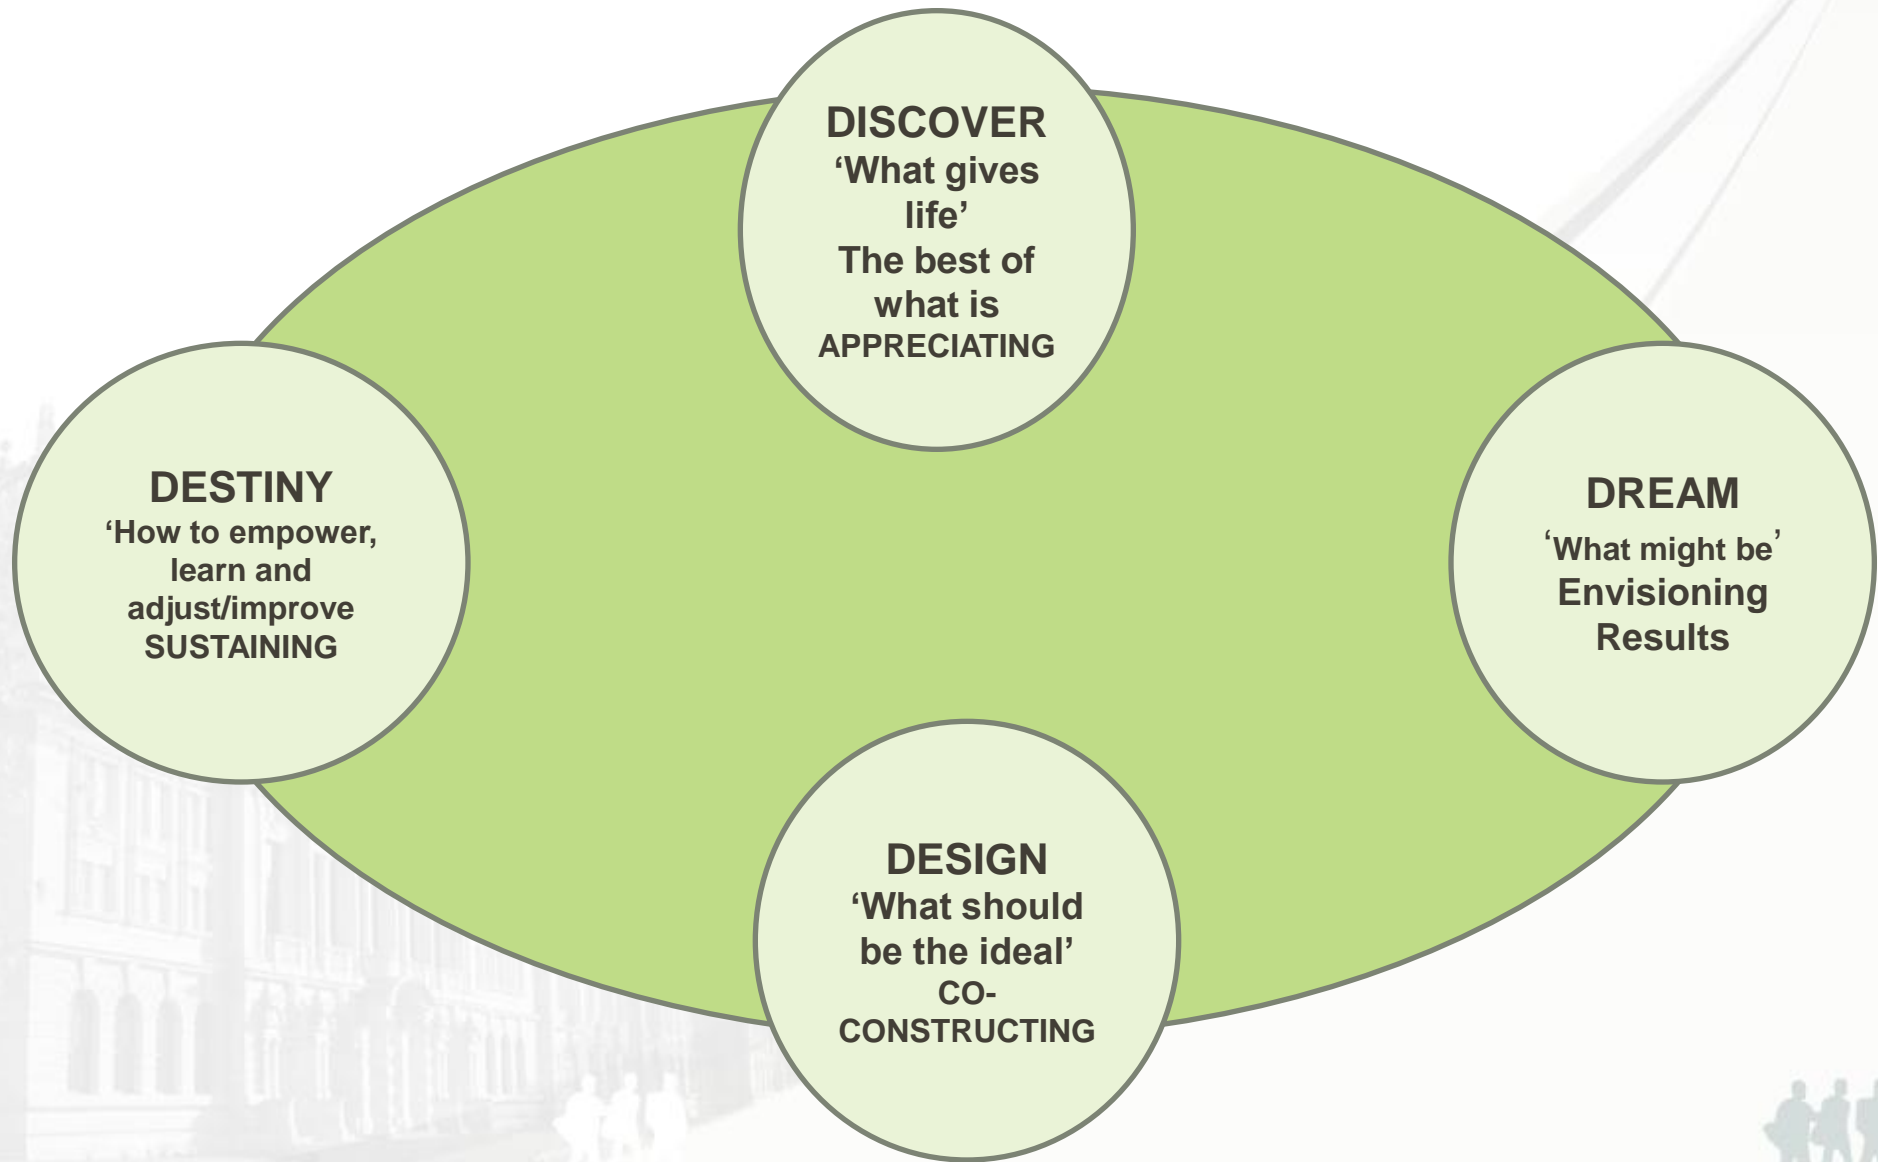 DISCOVER
‘What gives
life’
The best of
what is
APPRECIATING
DREAM
‘What might be’
Envisioning
Results
DESIGN
‘What should
be the ideal’
CO-
CONSTRUCTING
DESTINY
‘How to empower,
learn and
adjust/improve
SUSTAINING